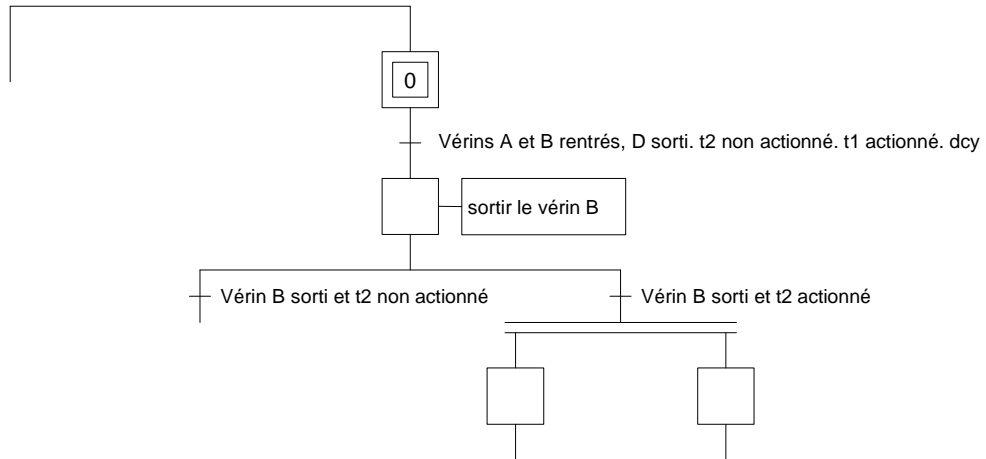 0
Vérins A et B rentrés, D sorti. t2 non actionné. t1 actionné. dcy
sortir le vérin B
Vérin B sorti et t2 non actionné
Vérin B sorti et t2 actionné